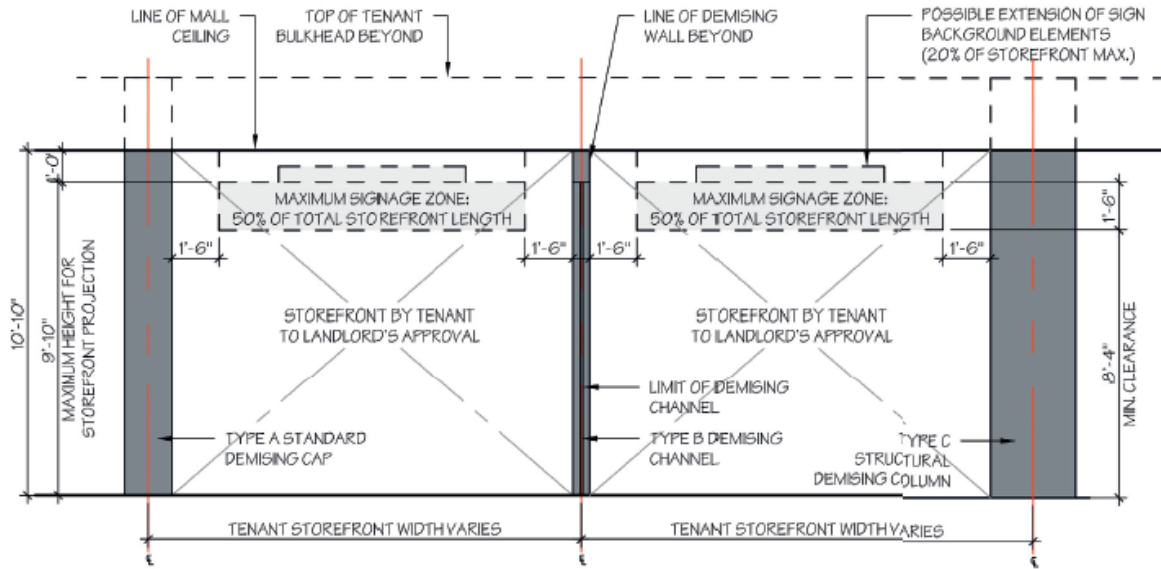 LINE OF MALL
CEILING
TOP OF TENANT
BULKHEAD BEYOND
LINE OF DEMISING
WALL BEYOND
POSSIBLE EXTENSION OF SIGN
BACKGROUND ELEMENTS
(20% OF STOREFRONT MAX.)
1'-0"
MAXIMUM SIGNAGE ZONE:
50% OF TOTAL STOREFRONT LENGTH
MAXIMUM SIGNAGE ZONE:
50% OF TOTAL STOREFRONT LENGTH
1'-6"
1'-6"
1'-6"
1'-6"
1'-6"
10'-10"
9'-10"
MAXIMUM HEIGHT FOR
STOREFRONT PROJECTION
STOREFRONT BY TENANT
TO LANDLORD'S APPROVAL
STOREFRONT BY TENANT
TO LANDLORD'S APPROVAL
8'-4"
MIN. CLEARANCE
LIMIT OF DEMISING
CHANNEL
TYPE A STANDARD
DEMISING CAP
TYPE B DEMISING
CHANNEL
TYPE C
STRUCTURAL
DEMISING COLUMN
TENANT STOREFRONT WIDTH VARIES
TENANT STOREFRONT WIDTH VARIES